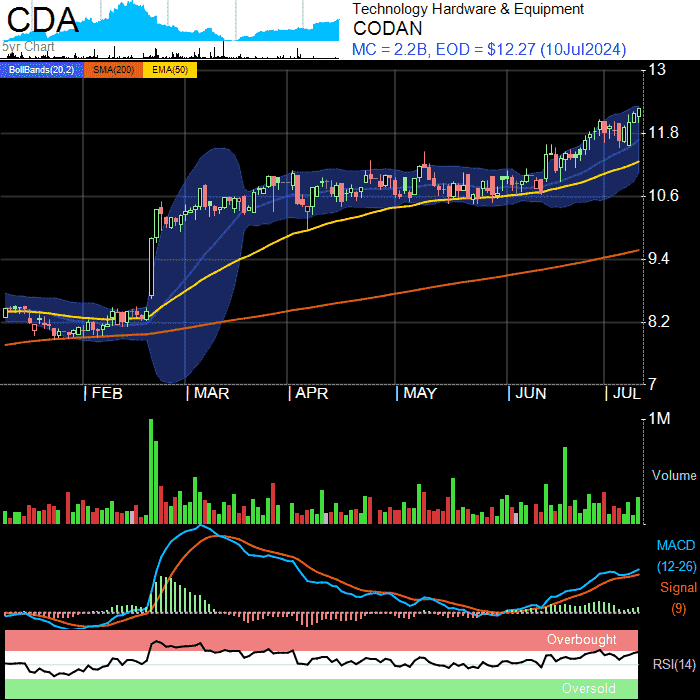 CDA
5yr Chart
Technology Hardware & Equipment
CODAN
MC = 2.2B, EOD = $12.27 (10Jul2024)
BollBands(20,2) SMA(200) EMA(50)
13
11.8
10.6
9.4
8.2
7
| FEB | MAR | APR | MAY | JUN | JUL
1M
Volume
MACD
(12-26)
Signal
(9)
Overbought
RSI(14)
Oversold